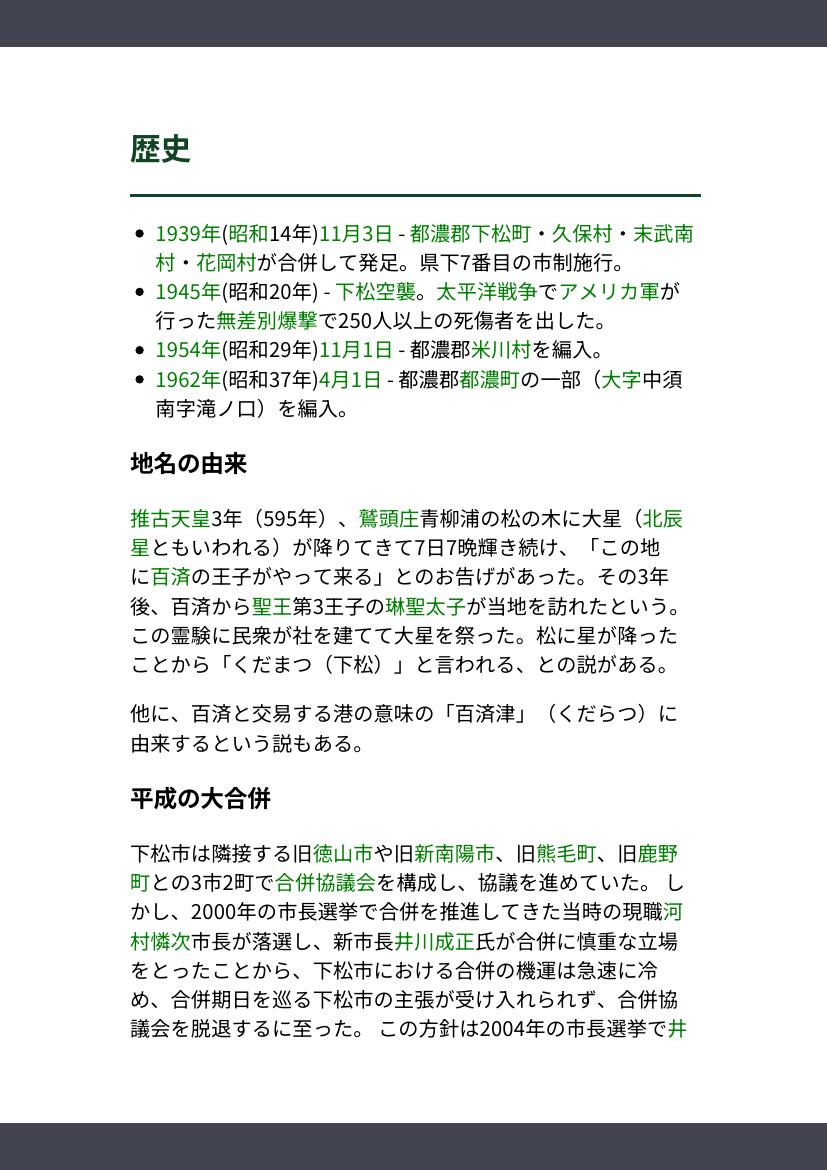 歴史
1939年(昭和14年)11月3日 - 都濃郡下松町・久保村・末武南
村・花岡村が合併して発足。県下7番目の市制施行。
1945年(昭和20年) - 下松空襲。太平洋戦争でアメリカ軍が
行った無差別爆撃で250人以上の死傷者を出した。
1954年(昭和29年)11月1日 - 都濃郡米川村を編入。
1962年(昭和37年)4月1日 - 都濃郡都濃町の一部（大字中須
南字滝ノ口）を編入。
地名の由来
推古天皇3年（595年）、鷲頭庄青柳浦の松の木に大星（北辰
星ともいわれる）が降りてきて7日7晩輝き続け、「この地
に百済の王子がやって来る」とのお告げがあった。その3年
後、百済から聖王第3王子の琳聖太子が当地を訪れたという。
この霊験に民衆が社を建てて大星を祭った。松に星が降った
ことから「くだまつ（下松）」と言われる、との説がある。
他に、百済と交易する港の意味の「百済津」（くだらつ）に
由来するという説もある。
平成の大合併
下松市は隣接する旧徳山市や旧新南陽市、旧熊毛町、旧鹿野
町との3市2町で合併協議会を構成し、協議を進めていた。 し
かし、2000年の市長選挙で合併を推進してきた当時の現職河
村憐次市長が落選し、新市長井川成正氏が合併に慎重な立場
をとったことから、下松市における合併の機運は急速に冷
め、合併期日を巡る下松市の主張が受け入れられず、合併協
議会を脱退するに至った。 この方針は2004年の市長選挙で井